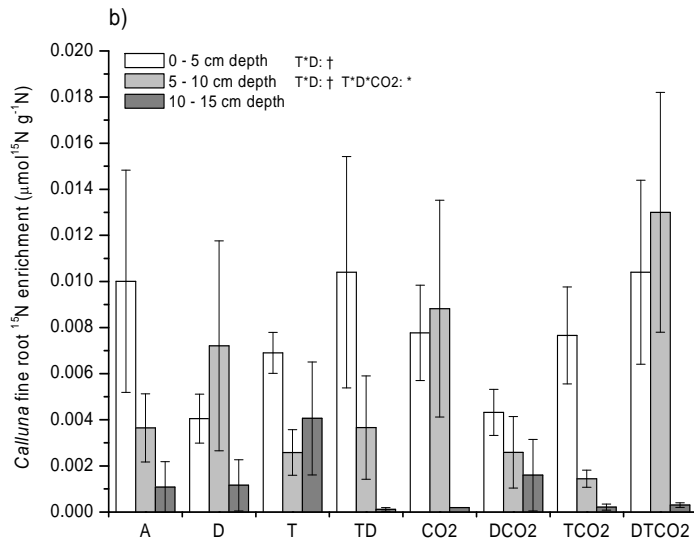 b)
0.020
0.018
0.016
0.014
0.012
0.010
0.008
0.006
0.004
0.002
0.000
Calluna fine root ¹⁵N enrichment (µmol¹⁵N g⁻¹N)
0 - 5 cm depth T*D: †
5 - 10 cm depth T*D: † T*D*CO2: *
10 - 15 cm depth
A D T TD CO2 DCO2 TCO2 DTCO2